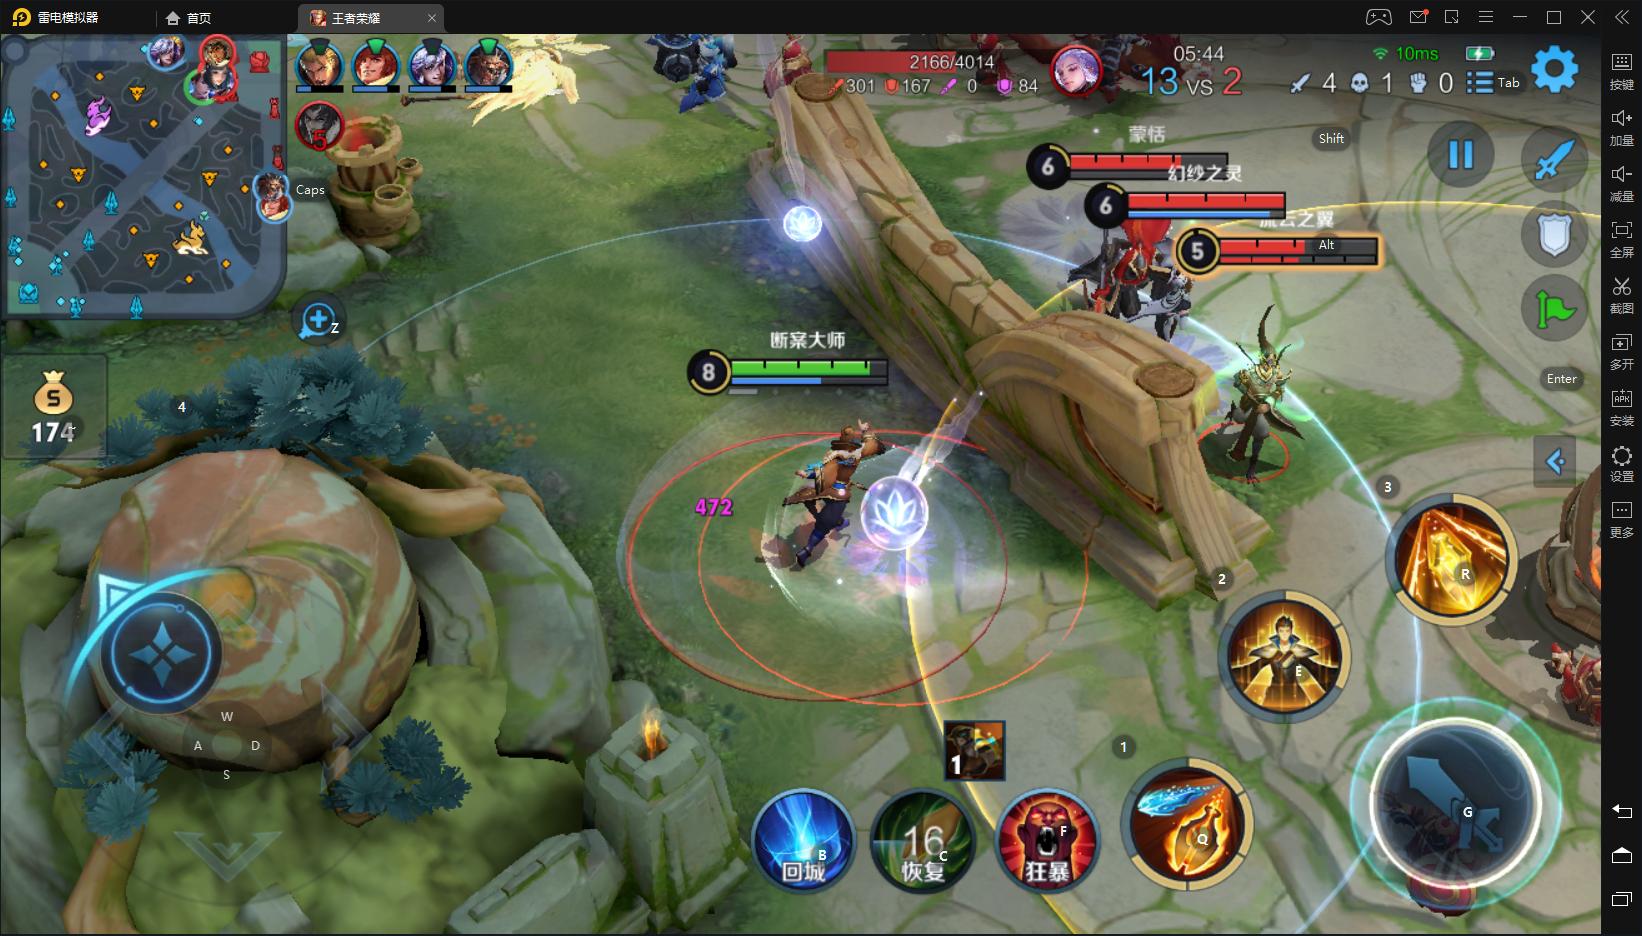 雷电模拟器
首页
王者荣耀
2166/4014
301 167 0 84
05:44
13 VS 2
10ms
4 1 0
Tab
Shift
Caps
5
Z
蒙恬
6
幻纱之灵
6
流云之翼
5
Alt
断案大师
8
472
174
4
Enter
3
R
2
E
1
Q
G
W
A D
S
1
B
回城
16
C
恢复
F
狂暴
按键
加量
减量
全屏
截图
多开
APK
安装
设置
更多